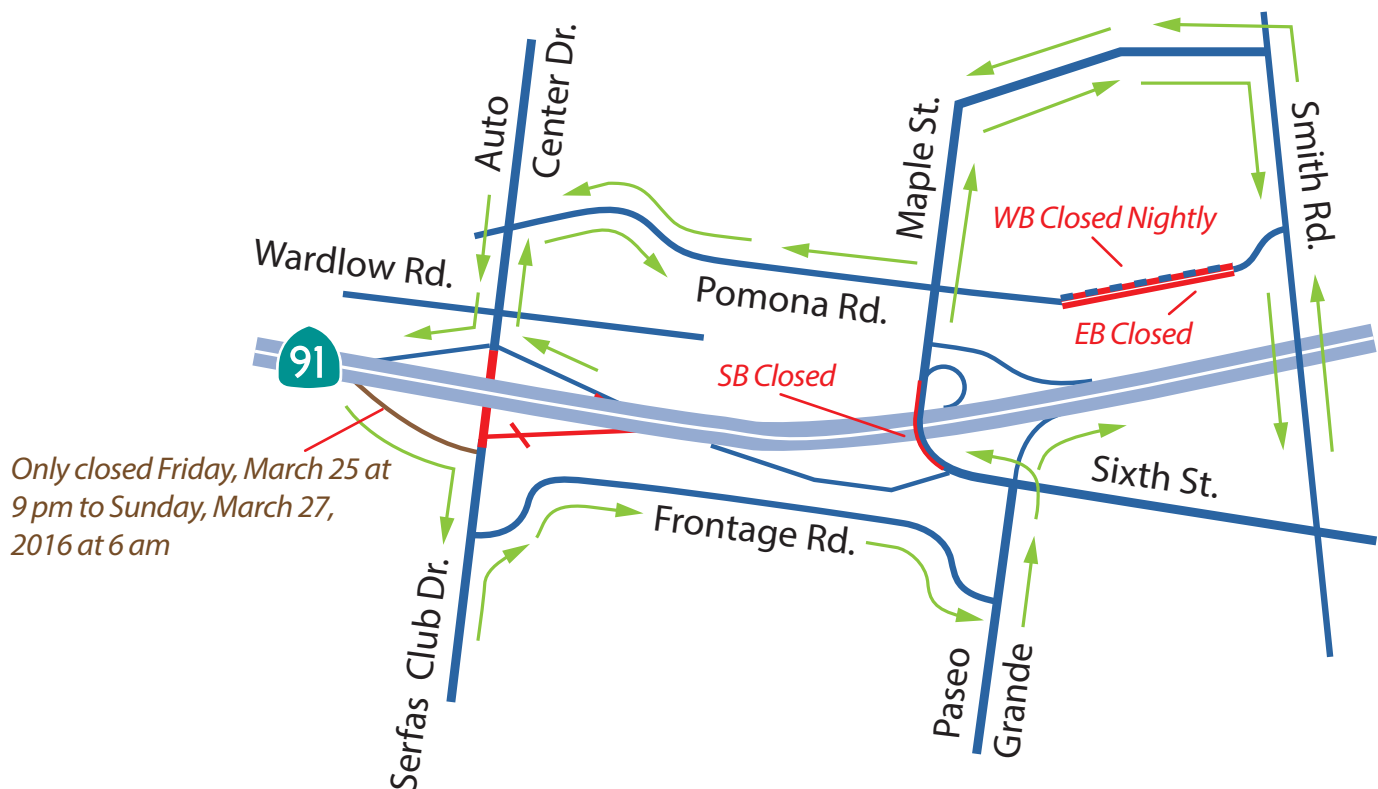 Auto
Center Dr.
Maple St.
Smith Rd.
WB Closed Nightly
Wardlow Rd.
Pomona Rd.
EB Closed
91
SB Closed
Only closed Friday, March 25 at
9 pm to Sunday, March 27,
2016 at 6 am
Sixth St.
Frontage Rd.
Serfas Club Dr.
Paseo
Grande